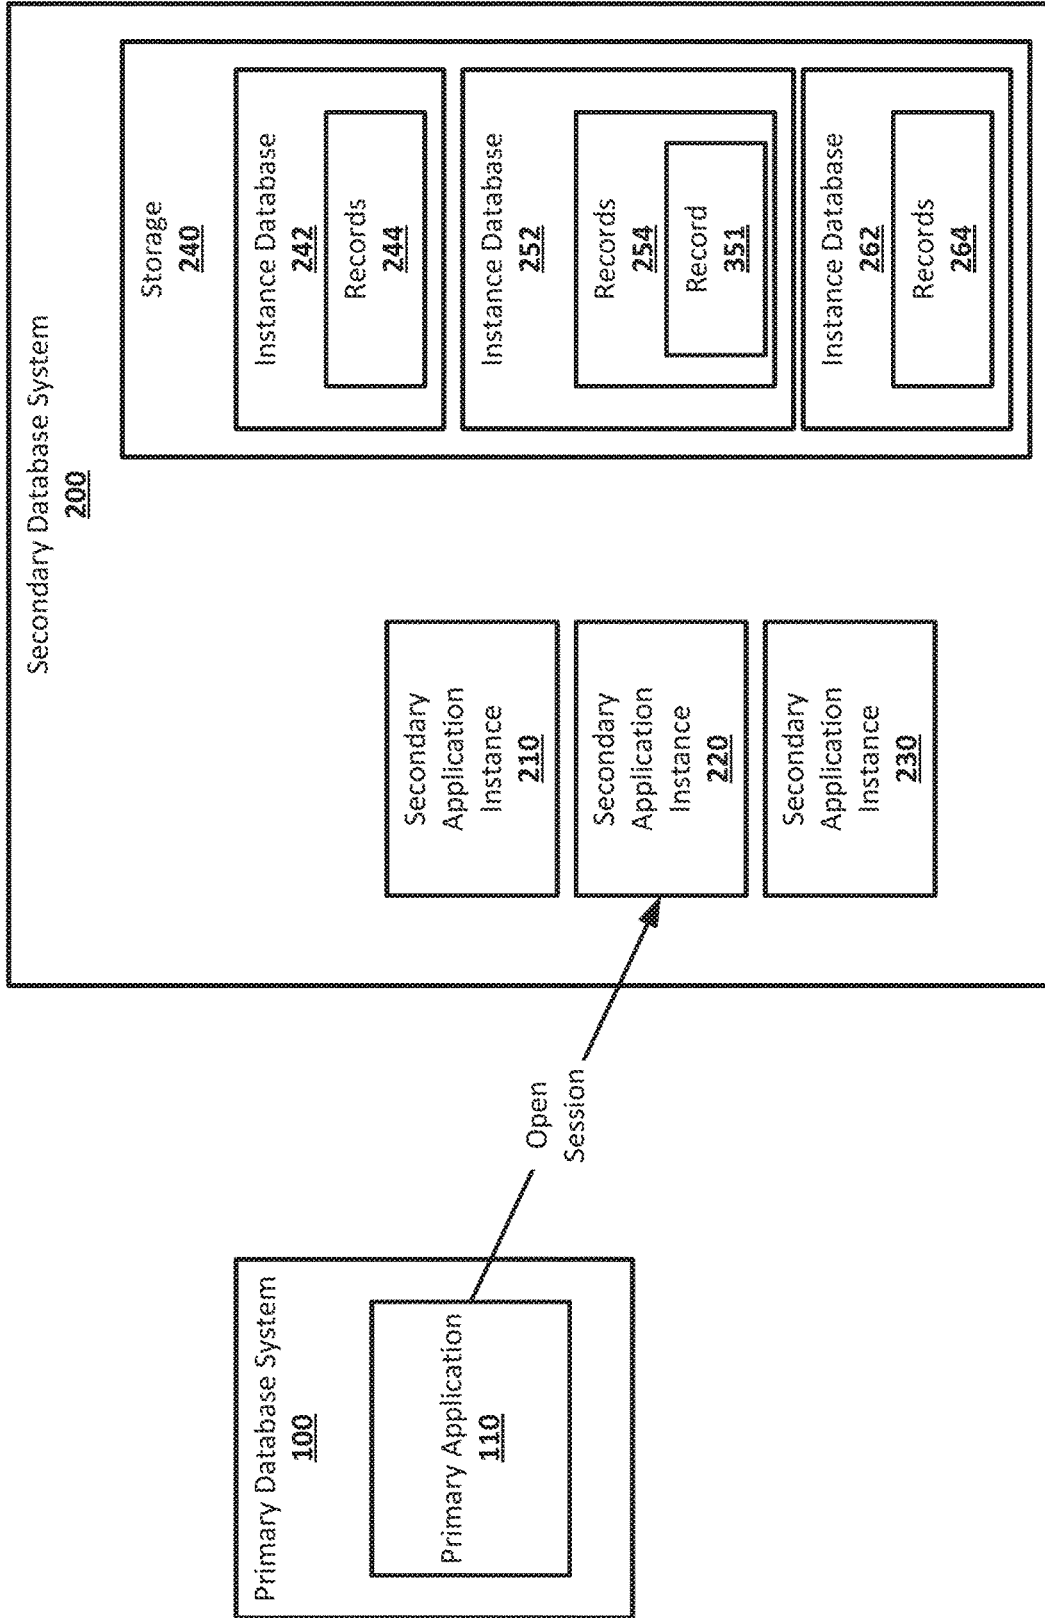 Primary Database System
100
Primary Application
110
Open
Session
Secondary Database System
200
Secondary
Application
Instance
210
Secondary
Application
Instance
220
Secondary
Application
Instance
230
Storage
240
Instance Database
242
Records
244
Instance Database
252
Records
254
Record
351
Instance Database
262
Records
264